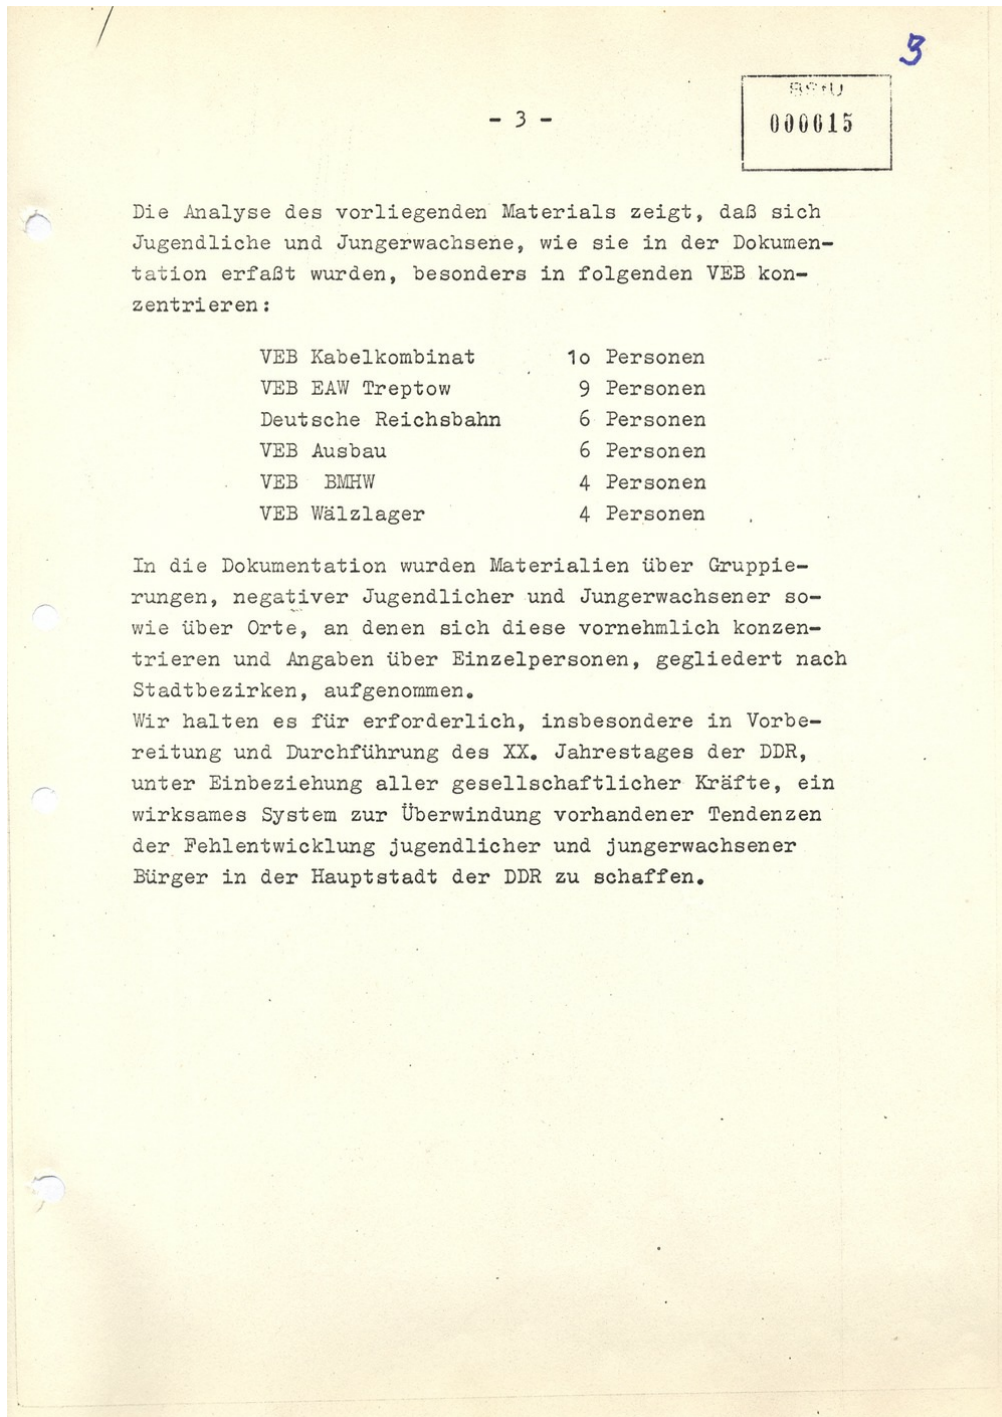 3
BStU
000015
- 3 -
Die Analyse des vorliegenden Materials zeigt, daß sich
Jugendliche und Jungerwachsene, wie sie in der Dokumen-
tation erfaßt wurden, besonders in folgenden VEB kon-
zentrieren:
VEB Kabelkombinat 1o Personen
VEB EAW Treptow 9 Personen
Deutsche Reichsbahn 6 Personen
VEB Ausbau 6 Personen
VEB BMHW 4 Personen
VEB Wälzlager 4 Personen
In die Dokumentation wurden Materialien über Gruppie-
rungen, negativer Jugendlicher und Jungerwachsener so-
wie über Orte, an denen sich diese vornehmlich konzen-
trieren und Angaben über Einzelpersonen, gegliedert nach
Stadtbezirken, aufgenommen.
Wir halten es für erforderlich, insbesondere in Vorbe-
reitung und Durchführung des XX. Jahrestages der DDR,
unter Einbeziehung aller gesellschaftlicher Kräfte, ein
wirksames System zur Überwindung vorhandener Tendenzen
der Fehlentwicklung jugendlicher und jungerwachsener
Bürger in der Hauptstadt der DDR zu schaffen.